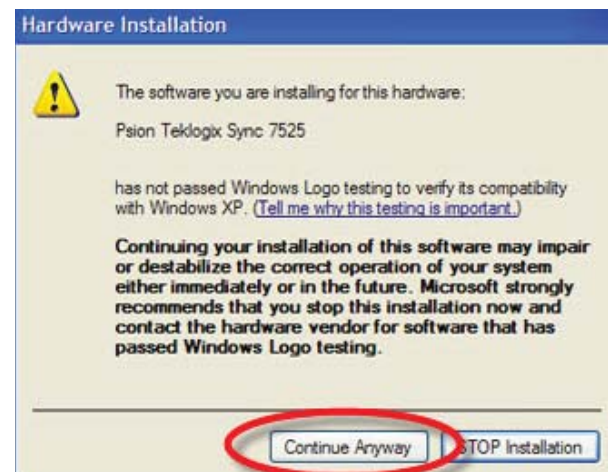 Hardware Installation
The software you are installing for this hardware:
Psion Teklogix Sync 7525
has not passed Windows Logo testing to verify its compatibility
with Windows XP. (Tell me why this testing is important.)
Continuing your installation of this software may impair
or destabilize the correct operation of your system
either immediately or in the future. Microsoft strongly
recommends that you stop this installation now and
contact the hardware vendor for software that has
passed Windows Logo testing.
Continue Anyway STOP Installation